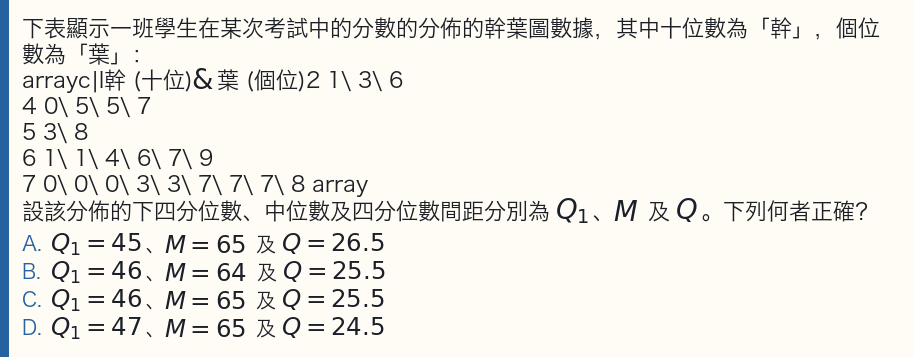 下表顯示一班學生在某次考試中的分數的分佈的幹葉圖數據，其中十位數為「幹」，個位
數為「葉」：
arrayc|l幹 (十位)& 葉 (個位)2 1\ 3\ 6
4 0\ 5\ 5\ 7
5 3\ 8
6 1\ 1\ 4\ 6\ 7\ 9
7 0\ 0\ 0\ 3\ 3\ 7\ 7\ 7\ 8 array
設該分佈的下四分位數、中位數及四分位數間距分別為 Q₁、M 及 Q。下列何者正確？
A. Q₁ = 45、M = 65 及 Q = 26.5
B. Q₁ = 46、M = 64 及 Q = 25.5
C. Q₁ = 46、M = 65 及 Q = 25.5
D. Q₁ = 47、M = 65 及 Q = 24.5